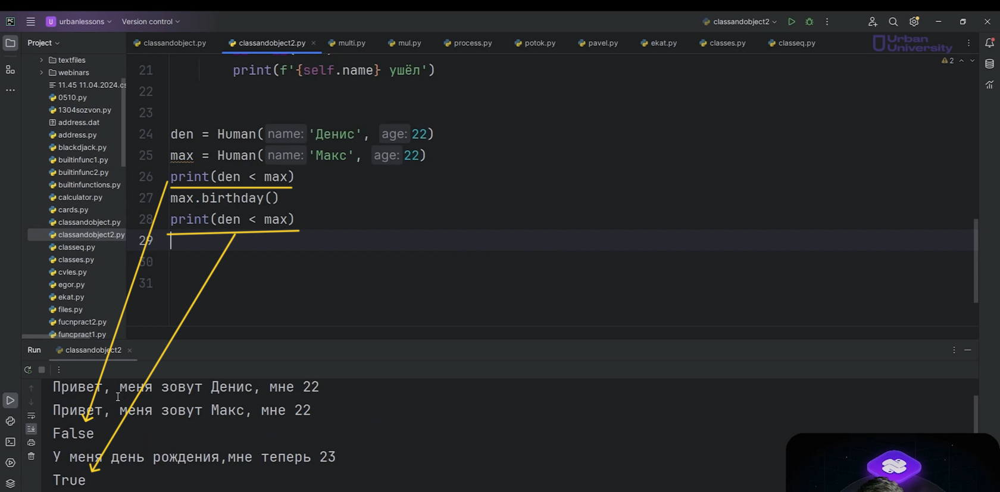 PC
U urbanlessons
Version control
classandobject2
Project
classandobject.py
classandobject2.py
multi.py
mul.py
process.py
potok.py
pavel.py
ekat.py
classes.py
classeq.py
Urban
University
textfiles
webinars
11.45 11.04.2024.cs
0510.py
1304sozvon.py
address.dat
address.py
blackdjack.py
builtinfunc1.py
builtinfunc2.py
builtinfunctions.py
calculator.py
cards.py
classandobject.py
classandobject2.py
classeq.py
classes.py
cvles.py
egor.py
ekat.py
files.py
fucnpract2.py
funcpract1.py
2
21 print(f'{self.name} ушёл')
22
23
24 den = Human( name: 'Денис', age: 22)
25 max = Human( name: 'Макс', age: 22)
26 print(den < max)
27 max.birthday()
28 print(den < max)
29
30
31
Run
classandobject2
Привет, меня зовут Денис, мне 22
Привет, меня зовут Макс, мне 22
False
У меня день рождения,мне теперь 23
True